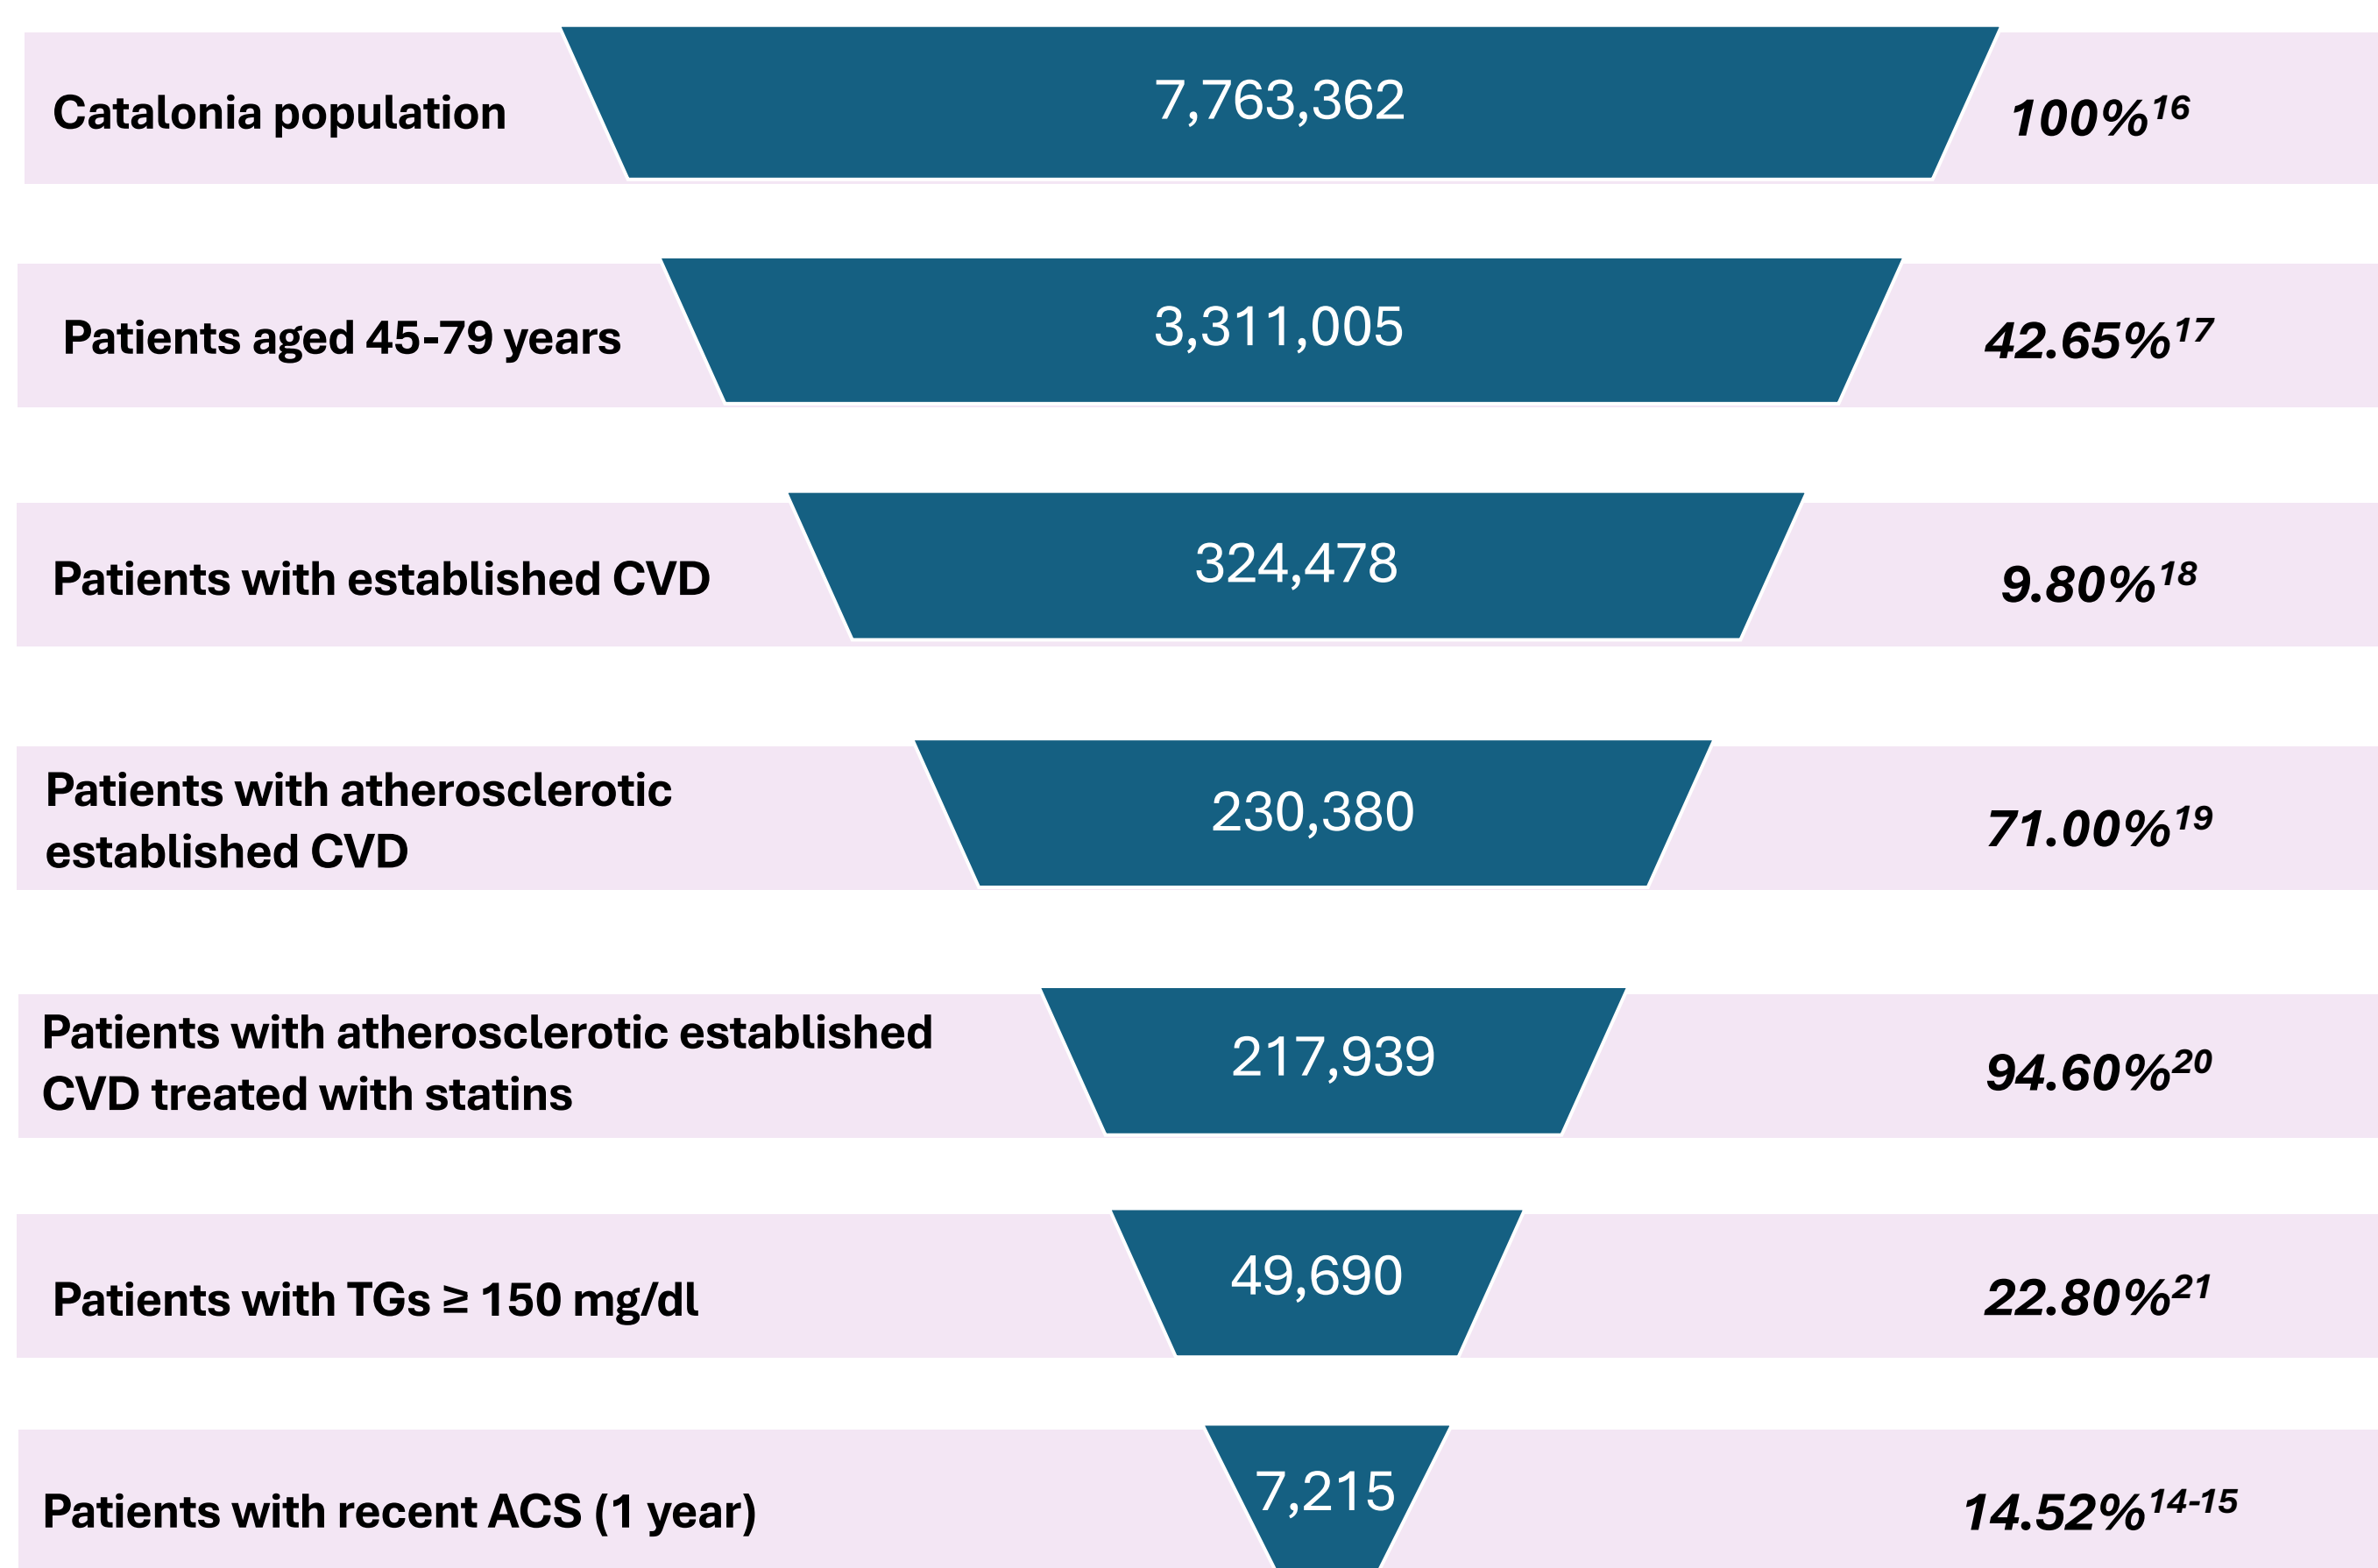 Catalonia population
7,763,362
100%16
Patients aged 45-79 years
3,311,005
42.65%17
Patients with established CVD
324,478
9.80%18
Patients with atherosclerotic
established CVD
230,380
71.00%19
Patients with atherosclerotic established
CVD treated with statins
217,939
94.60%20
Patients with TGs ≥ 150 mg/dl
49,690
22.80%21
Patients with recent ACS (1 year)
7,215
14.52%14-15